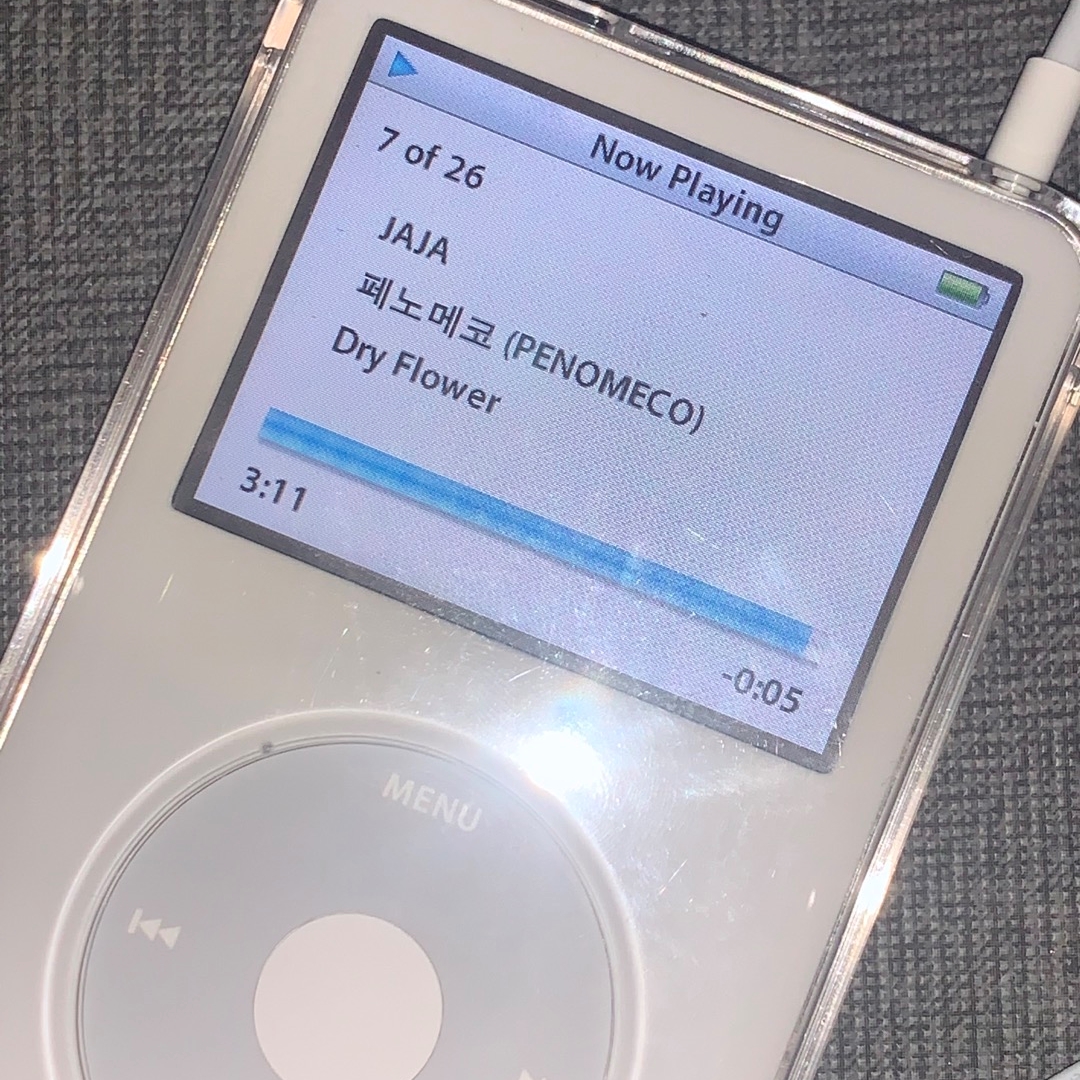 Now Playing
7 of 26
JAJA
페노메코 (PENOMECO)
Dry Flower
3:11
-0:05
MENU